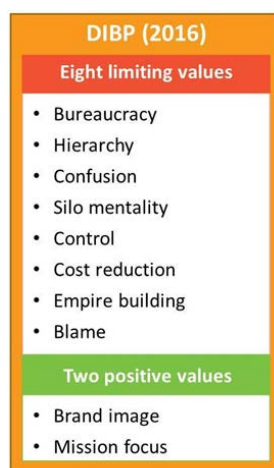 DIBP (2016)
Eight limiting values
• Bureaucracy
• Hierarchy
• Confusion
• Silo mentality
• Control
• Cost reduction
• Empire building
• Blame
Two positive values
• Brand image
• Mission focus